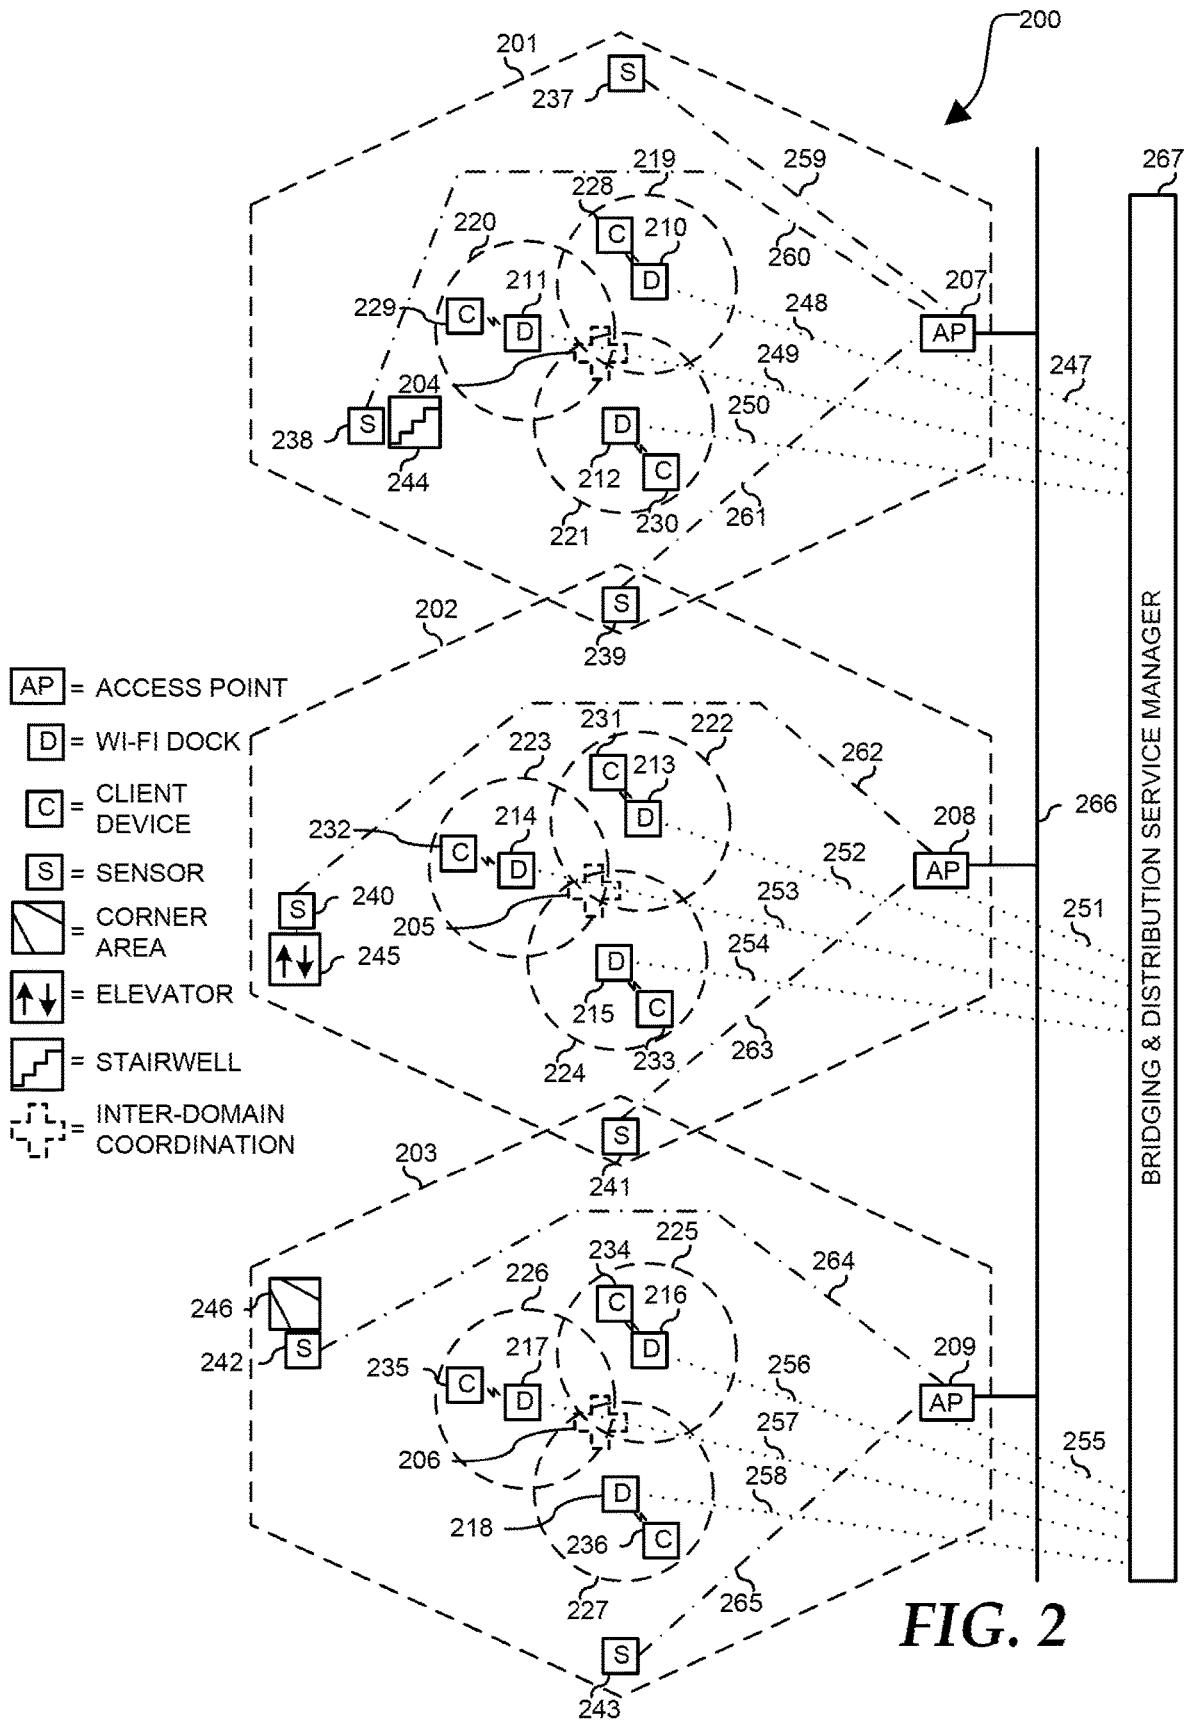 200
201
S
237
259
267
219
228
220
C
210
260
207
211
D
248
229
C
D
AP
249
247
204
250
S
238
D
244
212
C
230
261
221
202
S
239
AP = ACCESS POINT
D = WI-FI DOCK
C = CLIENT
DEVICE
S = SENSOR
= CORNER
AREA
= ELEVATOR
= STAIRWELL
= INTER-DOMAIN
COORDINATION
231
222
223
262
C
213
266
208
232
214
D
C
D
AP
252
S
240
253
251
205
254
245
D
215
C
233
263
224
BRIDGING & DISTRIBUTION SERVICE MANAGER
S
203
241
225
234
226
264
246
C
216
242
S
217
D
209
235
C
D
256
AP
257
206
255
258
D
218
236
C
227
265
S
243
FIG. 2